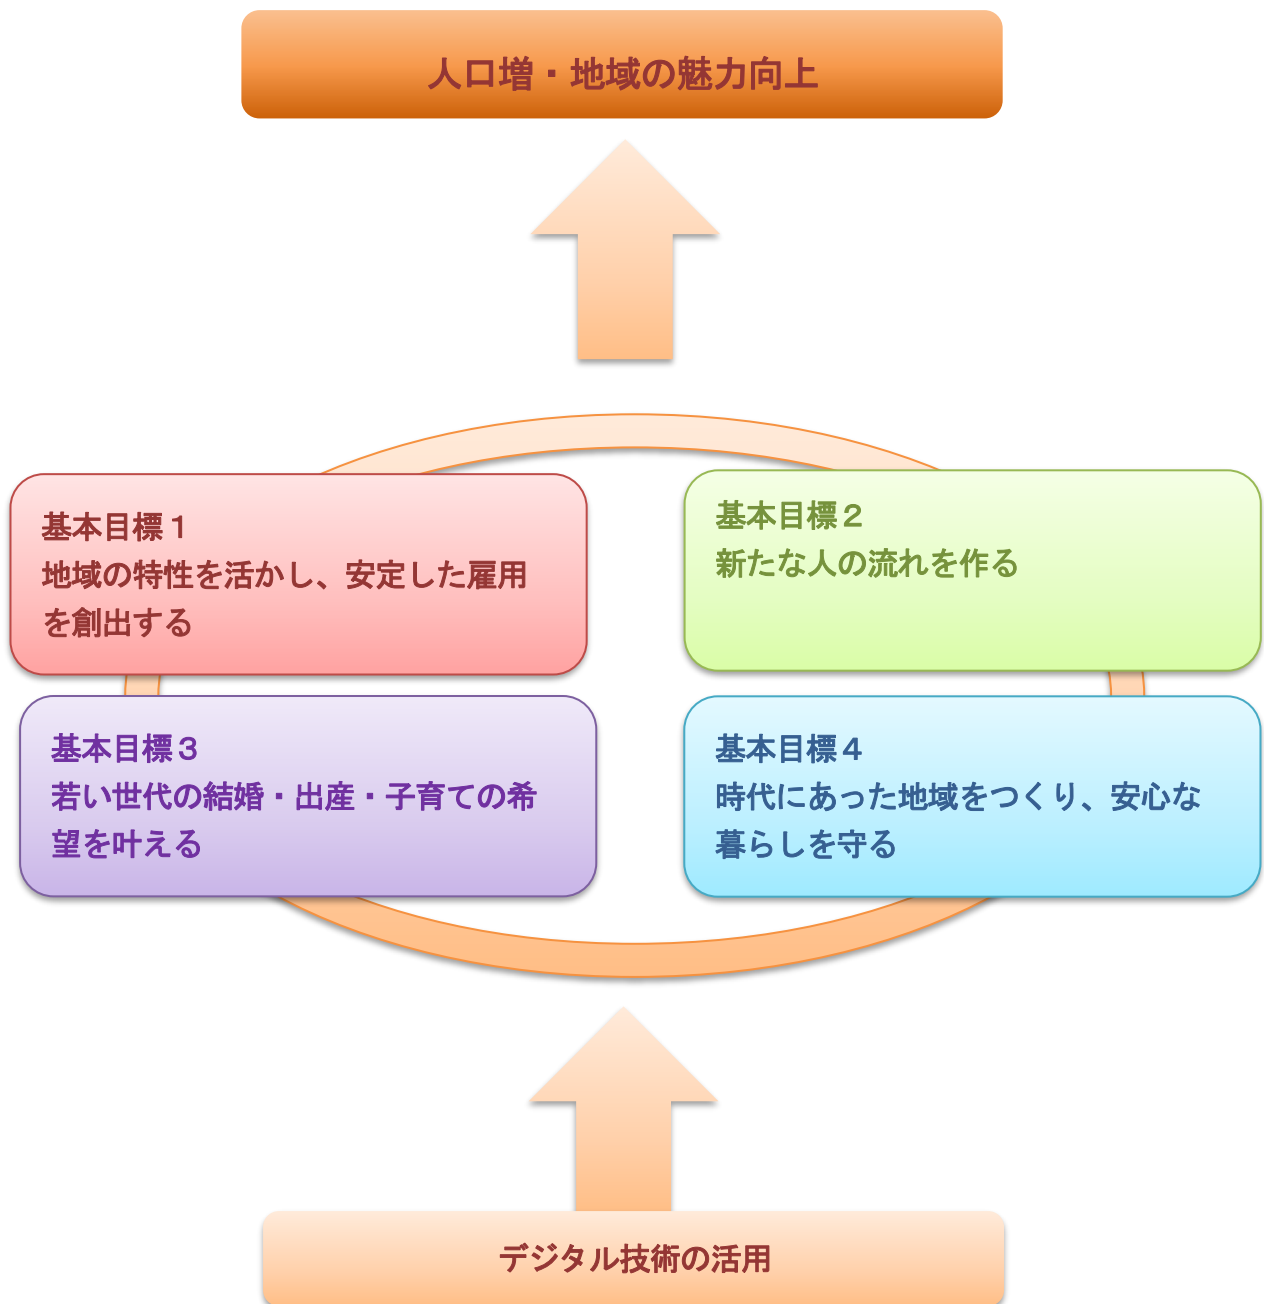 人口増・地域の魅力向上
基本目標１
地域の特性を活かし、安定した雇用
を創出する
基本目標２
新たな人の流れを作る
基本目標３
若い世代の結婚・出産・子育ての希
望を叶える
基本目標４
時代にあった地域をつくり、安心な
暮らしを守る
デジタル技術の活用